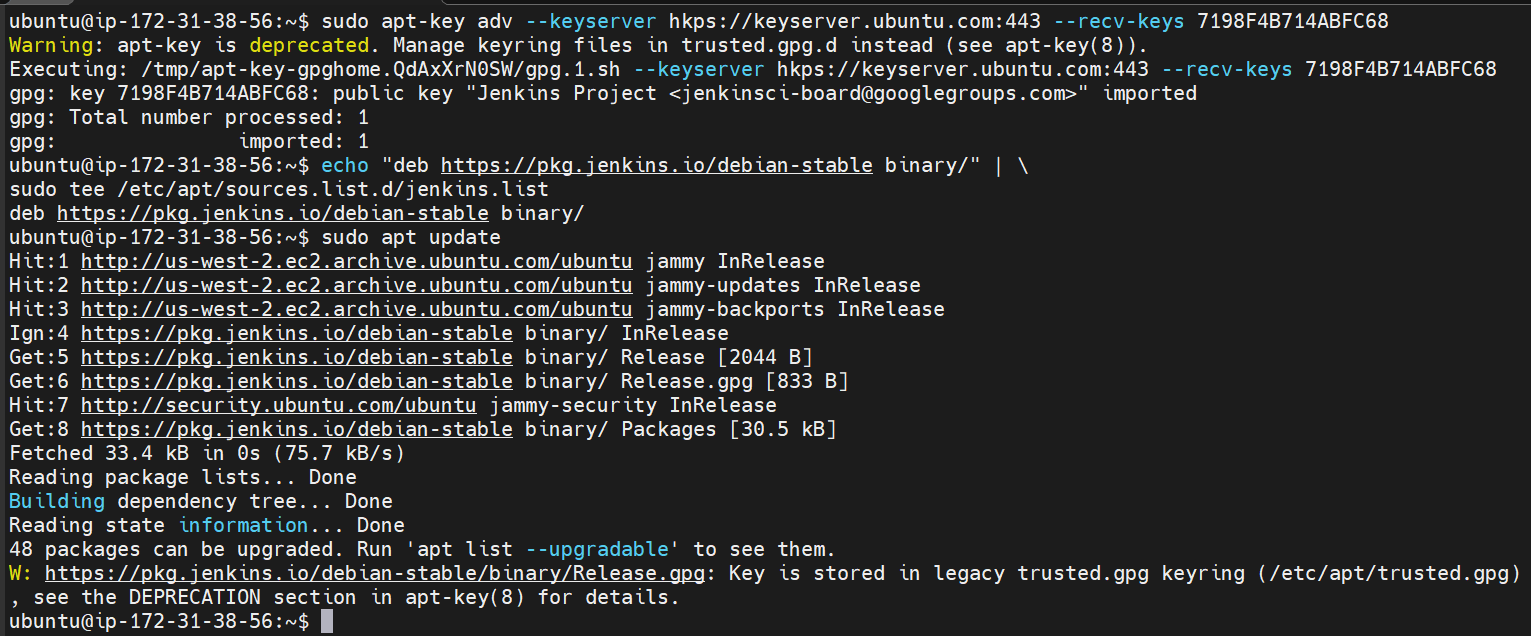 ubuntu@ip-172-31-38-56:~$ sudo apt-key adv --keyserver hkps://keyserver.ubuntu.com:443 --recv-keys 7198F4B714ABFC68
Warning: apt-key is deprecated. Manage keyring files in trusted.gpg.d instead (see apt-key(8)).
Executing: /tmp/apt-key-gpghome.QdAxXrN0SW/gpg.1.sh --keyserver hkps://keyserver.ubuntu.com:443 --recv-keys 7198F4B714ABFC68
gpg: key 7198F4B714ABFC68: public key "Jenkins Project <jenkinsci-board@googlegroups.com>" imported
gpg: Total number processed: 1
gpg:               imported: 1
ubuntu@ip-172-31-38-56:~$ echo "deb https://pkg.jenkins.io/debian-stable binary/" | \
sudo tee /etc/apt/sources.list.d/jenkins.list
deb https://pkg.jenkins.io/debian-stable binary/
ubuntu@ip-172-31-38-56:~$ sudo apt update
Hit:1 http://us-west-2.ec2.archive.ubuntu.com/ubuntu jammy InRelease
Hit:2 http://us-west-2.ec2.archive.ubuntu.com/ubuntu jammy-updates InRelease
Hit:3 http://us-west-2.ec2.archive.ubuntu.com/ubuntu jammy-backports InRelease
Ign:4 https://pkg.jenkins.io/debian-stable binary/ InRelease
Get:5 https://pkg.jenkins.io/debian-stable binary/ Release [2044 B]
Get:6 https://pkg.jenkins.io/debian-stable binary/ Release.gpg [833 B]
Hit:7 http://security.ubuntu.com/ubuntu jammy-security InRelease
Get:8 https://pkg.jenkins.io/debian-stable binary/ Packages [30.5 kB]
Fetched 33.4 kB in 0s (75.7 kB/s)
Reading package lists... Done
Building dependency tree... Done
Reading state information... Done
48 packages can be upgraded. Run 'apt list --upgradable' to see them.
W: https://pkg.jenkins.io/debian-stable/binary/Release.gpg: Key is stored in legacy trusted.gpg keyring (/etc/apt/trusted.gpg)
, see the DEPRECATION section in apt-key(8) for details.
ubuntu@ip-172-31-38-56:~$